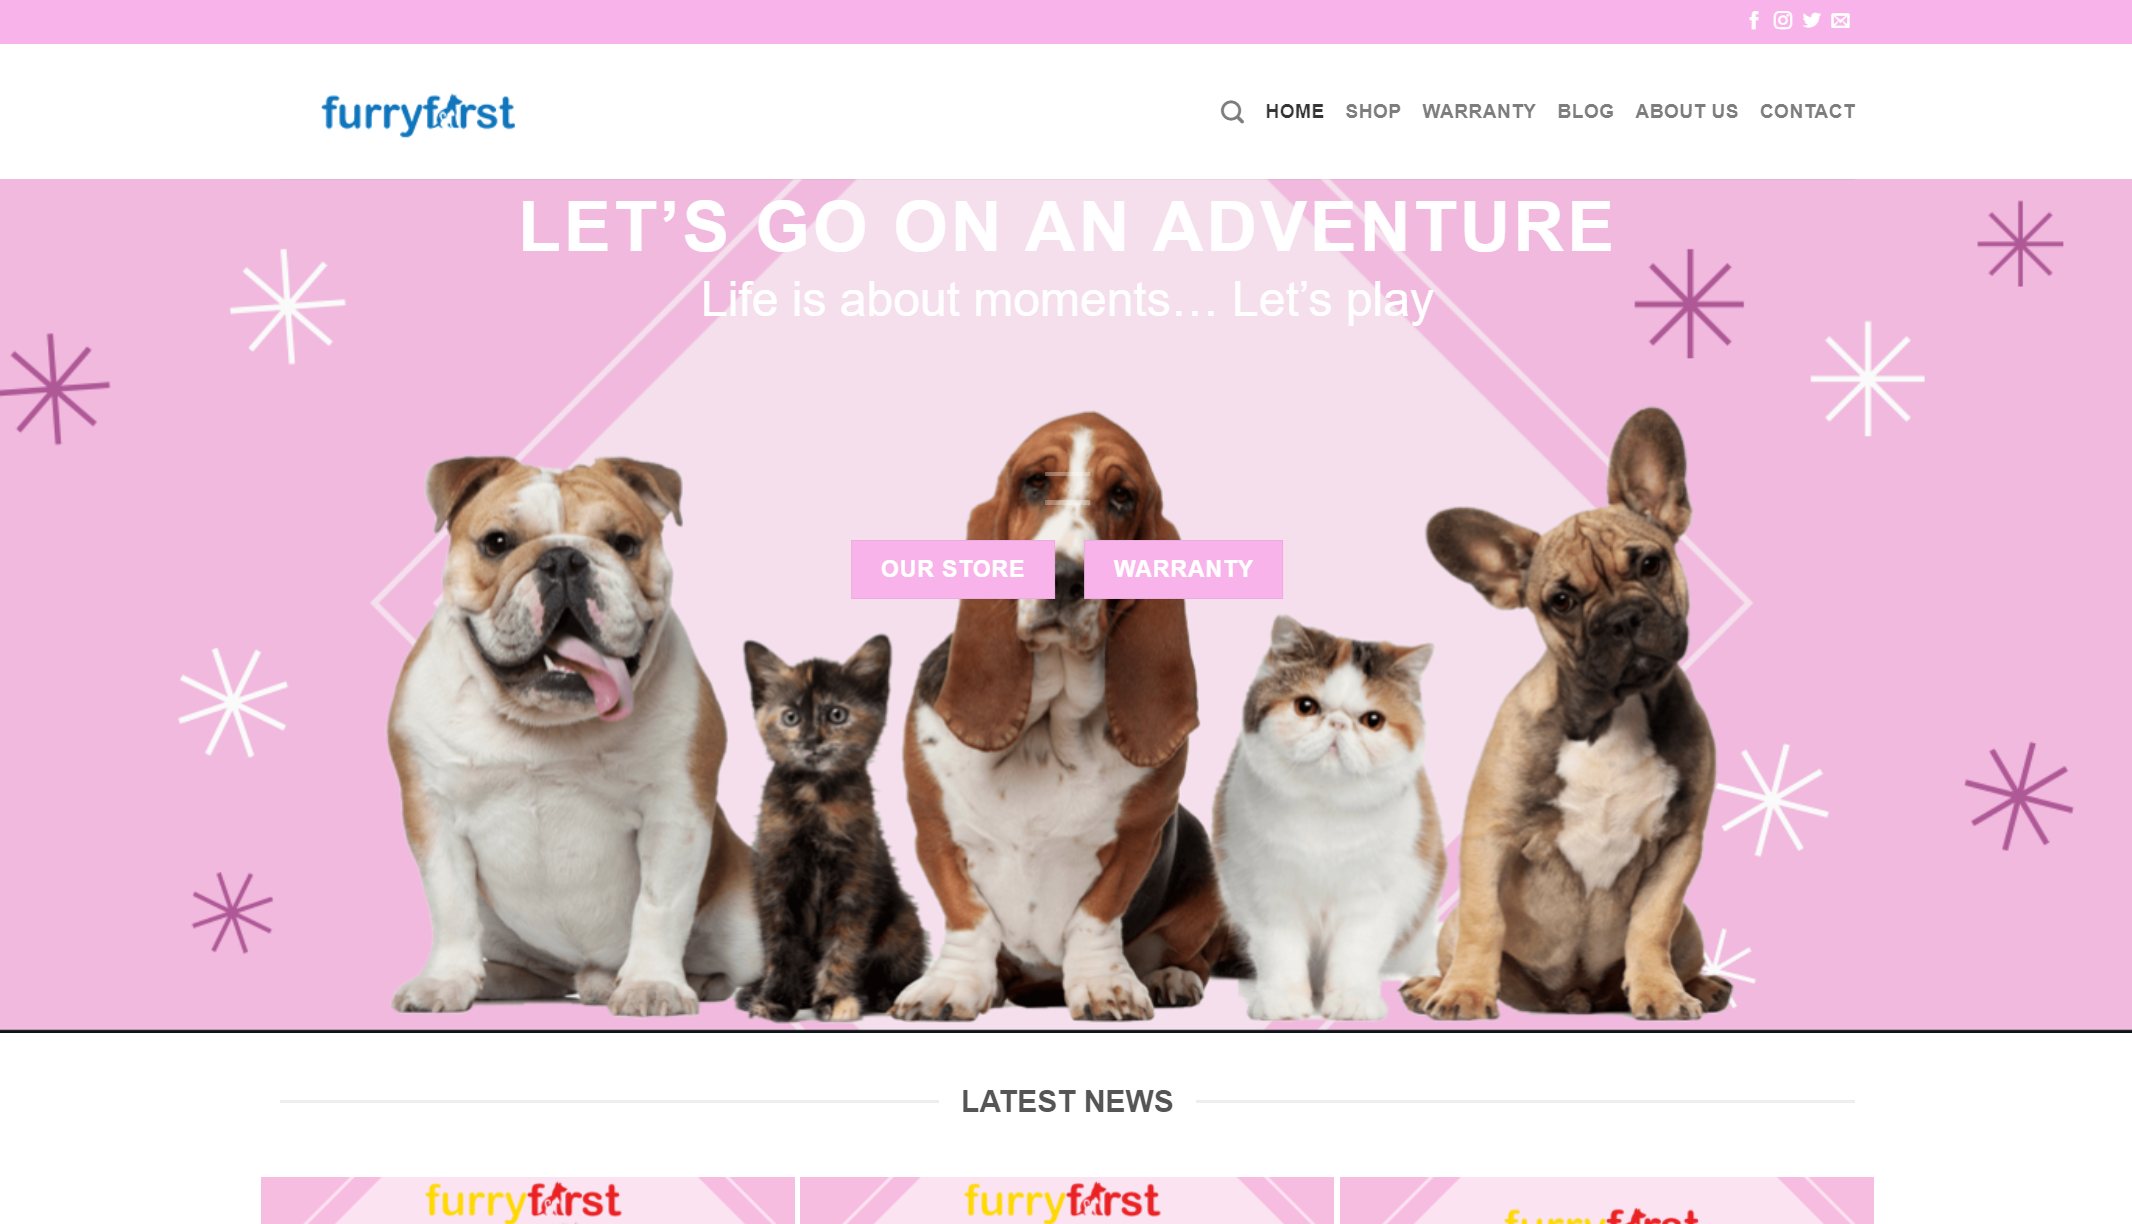 furryfirst
HOME SHOP WARRANTY BLOG ABOUT US CONTACT
LET’S GO ON AN ADVENTURE
Life is about moments… Let’s play
OUR STORE WARRANTY
LATEST NEWS
furryfirst furryfirst furryfirst